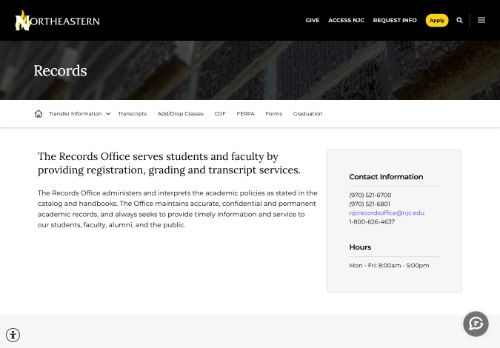 NORTHEASTERN
GIVE ACCESS NJC REQUEST INFO Apply
Records
Transfer Information Transcripts Add/Drop Classes COF FERPA Forms Graduation
The Records Office serves students and faculty by
providing registration, grading and transcript services.
The Records Office administers and interprets the academic policies as stated in the
catalog and handbooks. The Office maintains accurate, confidential and permanent
academic records, and always seeks to provide timely information and service to
our students, faculty, alumni, and the public.
Contact Information
(970) 521-6700
(970) 521-6801
njcrecordsoffice@njc.edu
1-800-626-4637
Hours
Mon - Fri: 8:00am - 5:00pm